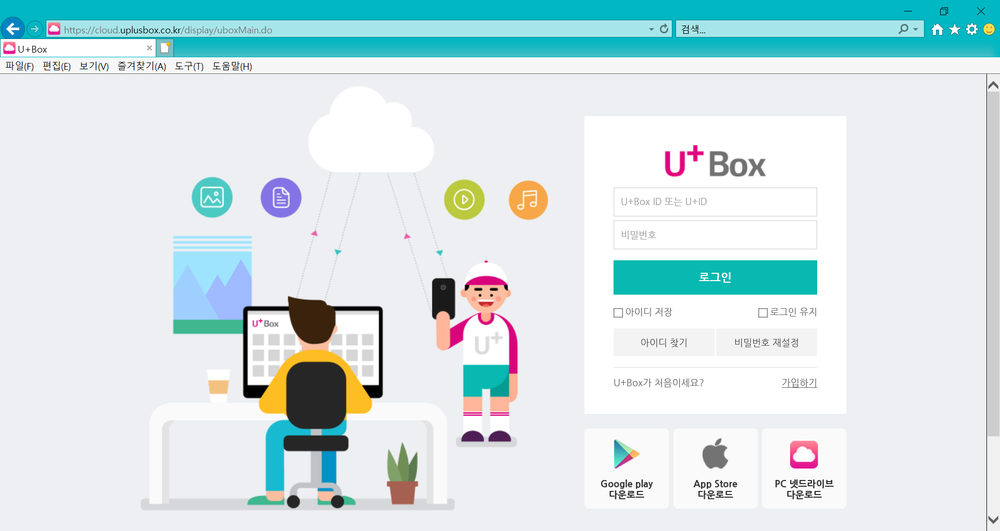 https://cloud.uplusbox.co.kr/display/uboxMain.do
검색...
U+Box
파일(F) 편집(E) 보기(V) 즐겨찾기(A) 도구(T) 도움말(H)
U+ Box
U+Box ID 또는 U+ID
비밀번호
로그인
아이디 저장
로그인 유지
아이디 찾기
비밀번호 재설정
U+Box가 처음이세요?
가입하기
U+Box
U+
Google play
다운로드
App Store
다운로드
PC 넷드라이브
다운로드